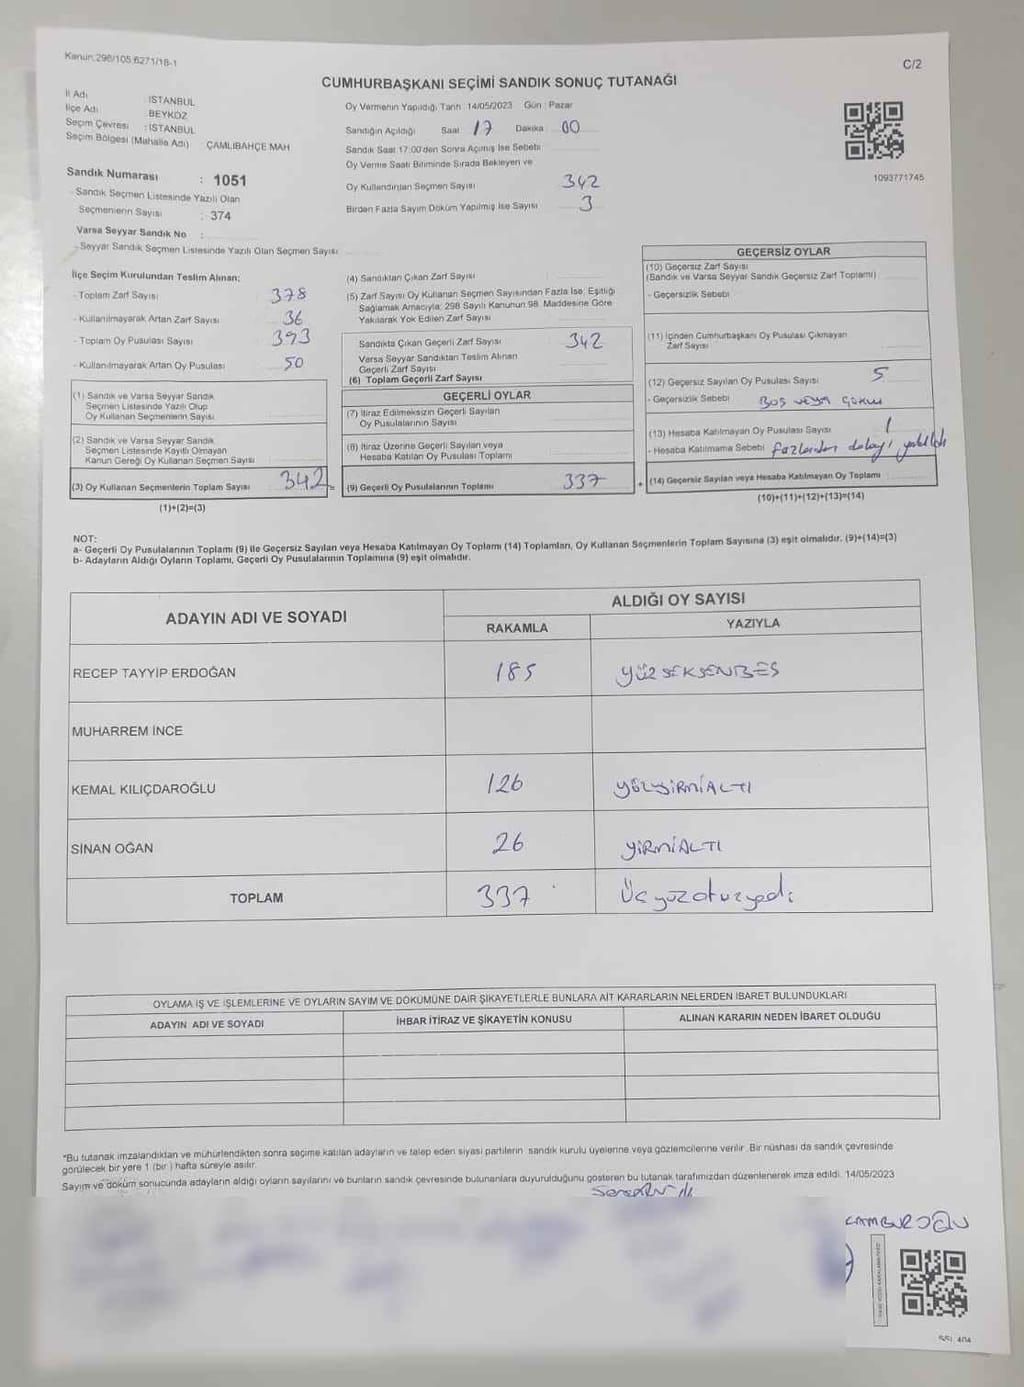 Kanun:298/105,6271/18-1
C/2
CUMHURBAŞKANI SEÇİMİ SANDIK SONUÇ TUTANAĞI
İl Adı : İSTANBUL
İlçe Adı BEYKOZ
Seçim Çevresi : İSTANBUL
Seçim Bölgesi (Mahalle Adı) ÇAMLIBAHÇE MAH
Sandık Numarası : 1051
- Sandık Seçmen Listesinde Yazılı Olan
Seçmenlerin Sayısı : 374
Varsa Seyyar Sandık No :
- Seyyar Sandık Seçmen Listesinde Yazılı Olan Seçmen Sayısı
Oy Vermenin Yapıldığı Tarih 14/05/2023 Gün : Pazar
Sandığın Açıldığı Saat 17 Dakika 00
Sandık Saat 17:00'den Sonra Açılmış İse Sebebi
Oy Verme Saati Bitiminde Sırada Bekleyen ve
Oy Kullandırılan Seçmen Sayısı 342
Birden Fazla Sayım Döküm Yapılmış İse Sayısı 3
1093771745
İlçe Seçim Kurulundan Teslim Alınan;
- Toplam Zarf Sayısı 378
- Kullanılmayarak Artan Zarf Sayısı 36
- Toplam Oy Pusulası Sayısı 393
- Kullanılmayarak Artan Oy Pusulası 50
(1) Sandık ve Varsa Seyyar Sandık
Seçmen Listesinde Yazılı Olup
Oy Kullanan Seçmenlerin Sayısı
(2) Sandık ve Varsa Seyyar Sandık
Seçmen Listesinde Kayıtlı Olmayan
Kanun Gereği Oy Kullanan Seçmen Sayısı
(3) Oy Kullanan Seçmenlerin Toplam Sayısı 342 =
(1)+(2)=(3)
(4) Sandıktan Çıkan Zarf Sayısı
(5) Zarf Sayısı Oy Kullanan Seçmen Sayısından Fazla İse, Eşitliği
Sağlamak Amacıyla; 298 Sayılı Kanunun 98. Maddesine Göre
Yakılarak Yok Edilen Zarf Sayısı
Sandıkta Çıkan Geçerli Zarf Sayısı 342
Varsa Seyyar Sandıktan Teslim Alınan
Geçerli Zarf Sayısı
(6) Toplam Geçerli Zarf Sayısı
GEÇERLİ OYLAR
(7) İtiraz Edilmeksizin Geçerli Sayılan
Oy Pusulalarının Sayısı
(8) İtiraz Üzerine Geçerli Sayılan veya
Hesaba Katılan Oy Pusulası Toplamı
(9) Geçerli Oy Pusulalarının Toplamı 337 +
GEÇERSİZ OYLAR
(10) Geçersiz Zarf Sayısı
(Sandık ve Varsa Seyyar Sandık Geçersiz Zarf Toplamı)
- Geçersizlik Sebebi
(11) İçinden Cumhurbaşkanı Oy Pusulası Çıkmayan
Zarf Sayısı
(12) Geçersiz Sayılan Oy Pusulası Sayısı 5
- Geçersizlik Sebebi Boş veya çoklu
(13) Hesaba Katılmayan Oy Pusulası Sayısı 1
- Hesaba Katılmama Sebebi fazlardan dolayı yakıldı
(14) Geçersiz Sayılan veya Hesaba Katılmayan Oy Toplamı
(10)+(11)+(12)+(13)=(14)
NOT:
a- Geçerli Oy Pusulalarının Toplamı (9) ile Geçersiz Sayılan veya Hesaba Katılmayan Oy Toplamı (14) Toplamları, Oy Kullanan Seçmenlerin Toplam Sayısına (3) eşit olmalıdır. (9)+(14)=(3)
b- Adayların Aldığı Oyların Toplamı, Geçerli Oy Pusulalarının Toplamına (9) eşit olmalıdır.
ADAYIN ADI VE SOYADI
ALDIĞI OY SAYISI
RAKAMLA YAZIYLA
RECEP TAYYİP ERDOĞAN 185 YÜZSEKSENBEŞ
MUHARREM İNCE
KEMAL KILIÇDAROĞLU 126 YÜZYİRMİALTI
SİNAN OĞAN 26 YİRMİALTI
TOPLAM 337 Üçyüzotuzyedi
OYLAMA İŞ VE İŞLEMLERİNE VE OYLARIN SAYIM VE DÖKÜMÜNE DAİR ŞİKAYETLERLE BUNLARA AİT KARARLARIN NELERDEN İBARET BULUNDUKLARI
ADAYIN ADI VE SOYADI İHBAR İTİRAZ VE ŞİKAYETİN KONUSU ALINAN KARARIN NEDEN İBARET OLDUĞU
"Bu tutanak imzalandıktan ve mühürlendikten sonra seçime katılan adayların ve talep eden siyasi partilerin sandık kurulu üyelerine veya gözlemcilerine verilir. Bir nüshası da sandık çevresinde
görülecek bir yere 1 (bir) hafta süreyle asılır.
Sayım ve döküm sonucunda adayların aldığı oyların sayılarını ve bunların sandık çevresinde bulunanlara duyurulduğunu gösteren bu tutanak tarafımızdan düzenlenerek imza edildi. 14/05/2023